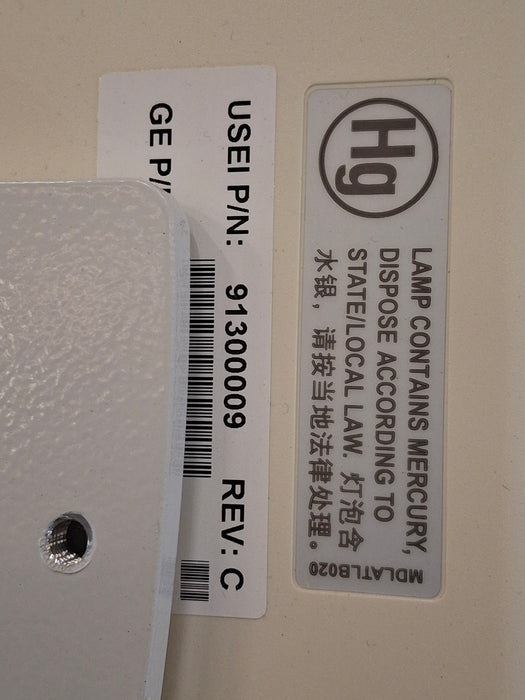 Hg
LAMP CONTAINS MERCURY,
DISPOSE ACCORDING TO
STATE/LOCAL LAW. 灯泡含
水银，请按当地法律处理。
MDLATLB020
USEI P/N: 91300009 REV: C
GE P/